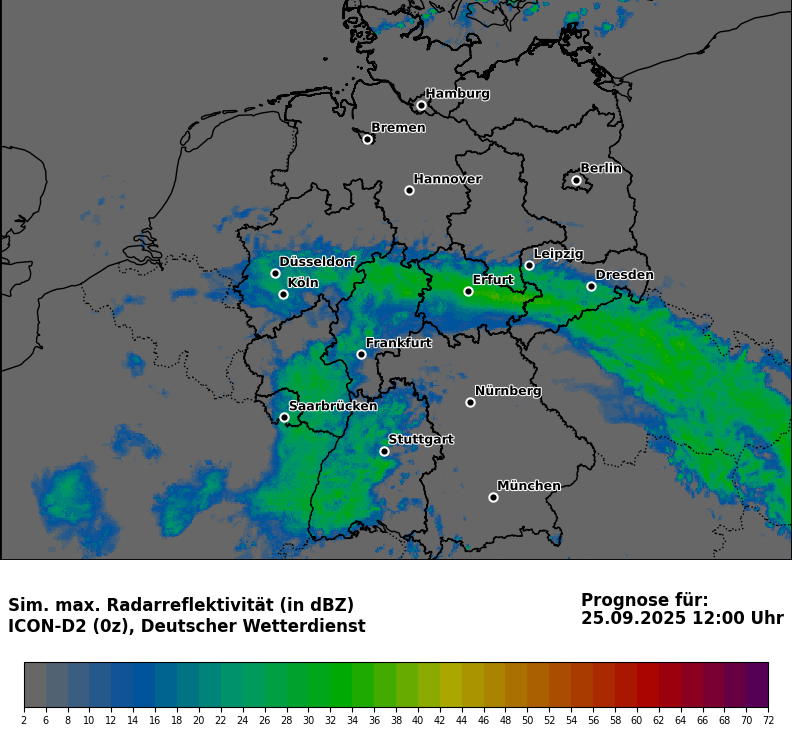 Hamburg
Bremen
Berlin
Hannover
Leipzig
Düsseldorf
Dresden
Erfurt
Köln
Frankfurt
Nürnberg
Saarbrücken
Stuttgart
München
Sim. max. Radarreflektivität (in dBZ)
ICON-D2 (0z), Deutscher Wetterdienst
Prognose für:
25.09.2025 12:00 Uhr
2 6 8 10 12 14 16 18 20 22 24 26 28 30 32 34 36 38 40 42 44 46 48 50 52 54 56 58 60 62 64 66 68 70 72